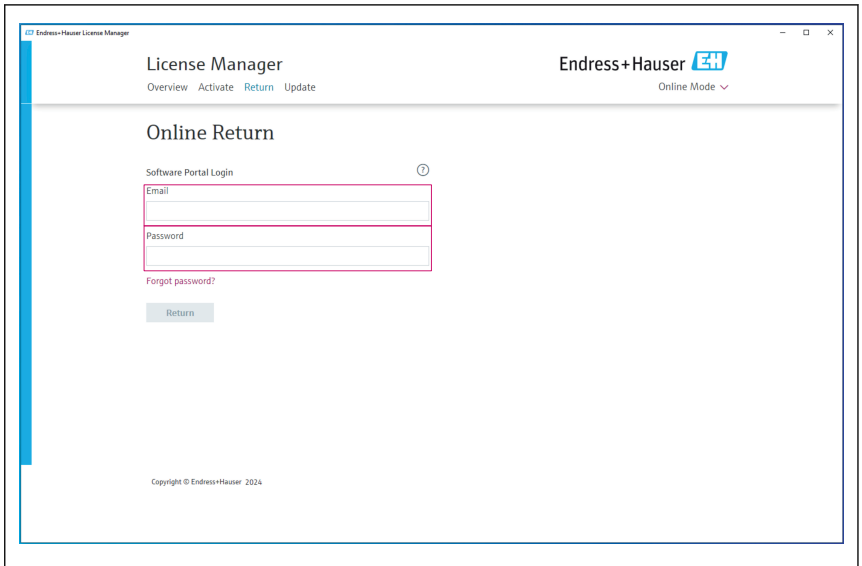 Endress+Hauser License Manager
License Manager
Endress+Hauser EH
Overview Activate Return Update
Online Mode
Online Return
Software Portal Login ?
Email
Password
Forgot password?
Return
Copyright © Endress+Hauser 2024